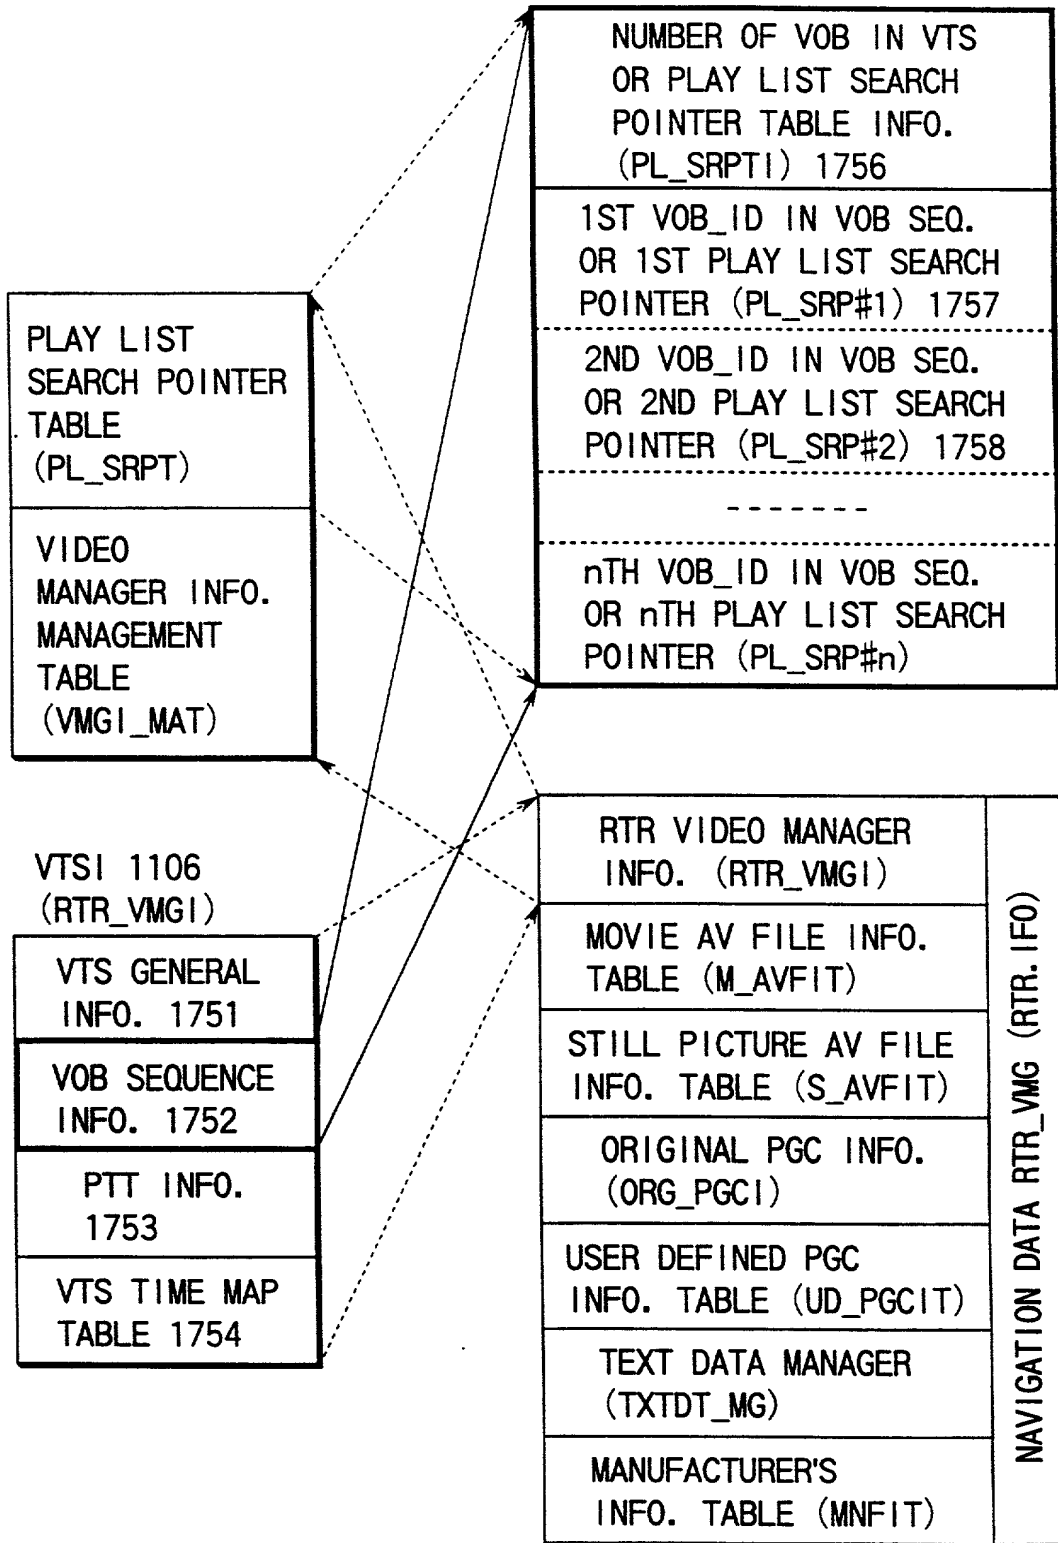 NUMBER OF VOB IN VTS
OR PLAY LIST SEARCH
POINTER TABLE INFO.
(PL_SRPTI) 1756
1ST VOB_ID IN VOB SEQ.
OR 1ST PLAY LIST SEARCH
POINTER (PL_SRP#1) 1757
2ND VOB_ID IN VOB SEQ.
OR 2ND PLAY LIST SEARCH
POINTER (PL_SRP#2) 1758
-------
nTH VOB_ID IN VOB SEQ.
OR nTH PLAY LIST SEARCH
POINTER (PL_SRP#n)
PLAY LIST
SEARCH POINTER
TABLE
(PL_SRPT)
VIDEO
MANAGER INFO.
MANAGEMENT
TABLE
(VMGI_MAT)
VTSI 1106
(RTR_VMGI)
VTS GENERAL
INFO. 1751
VOB SEQUENCE
INFO. 1752
PTT INFO.
1753
VTS TIME MAP
TABLE 1754
RTR VIDEO MANAGER
INFO. (RTR_VMGI)
MOVIE AV FILE INFO.
TABLE (M_AVFIT)
STILL PICTURE AV FILE
INFO. TABLE (S_AVFIT)
ORIGINAL PGC INFO.
(ORG_PGCI)
USER DEFINED PGC
INFO. TABLE (UD_PGCIT)
TEXT DATA MANAGER
(TXTDT_MG)
MANUFACTURER'S
INFO. TABLE (MNFIT)
NAVIGATION DATA RTR_VMG (RTR. IFO)